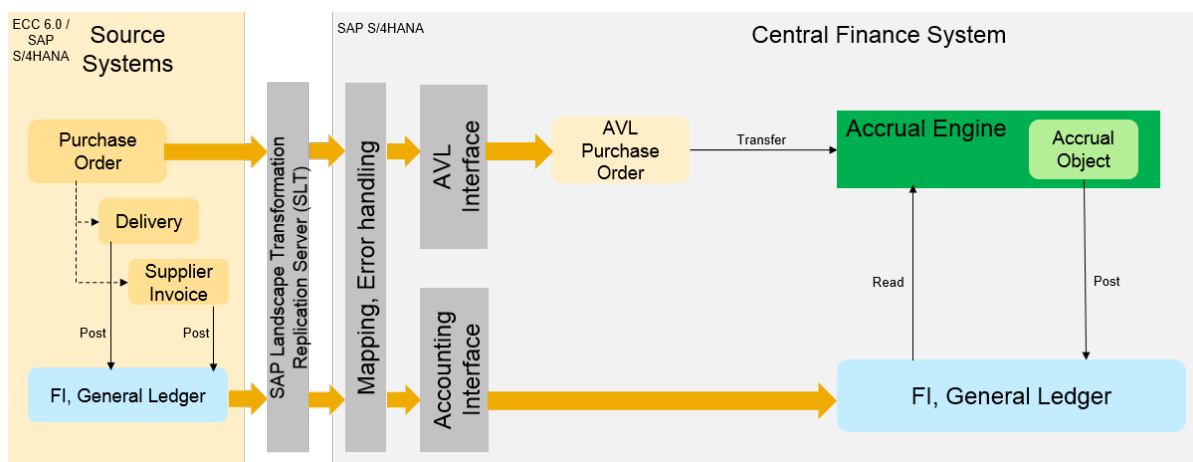 ECC 6.0 /
SAP
S/4HANA
Source
Systems
SAP S/4HANA
Central Finance System
Purchase
Order
Delivery
Supplier
Invoice
Post
Post
FI, General Ledger
SAP Landscape Transformation
Replication Server (SLT)
Mapping, Error handling
AVL
Interface
Accounting
Interface
AVL
Purchase
Order
Transfer
Accrual Engine
Accrual
Object
Read
Post
FI, General Ledger